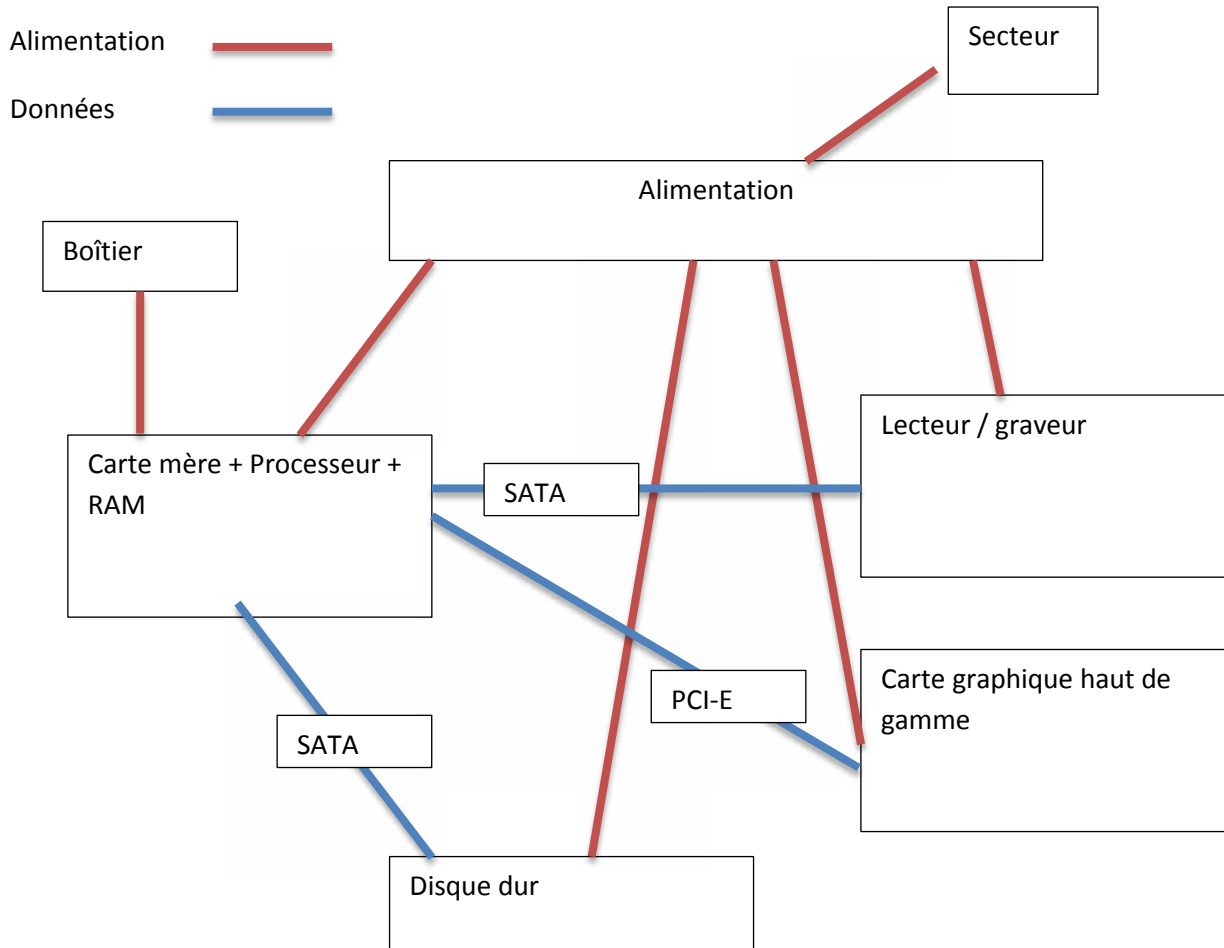 Alimentation
Secteur
Données
Alimentation
Boîtier
Lecteur / graveur
Carte mère + Processeur +
RAM
SATA
Carte graphique haut de
gamme
PCI-E
SATA
Disque dur